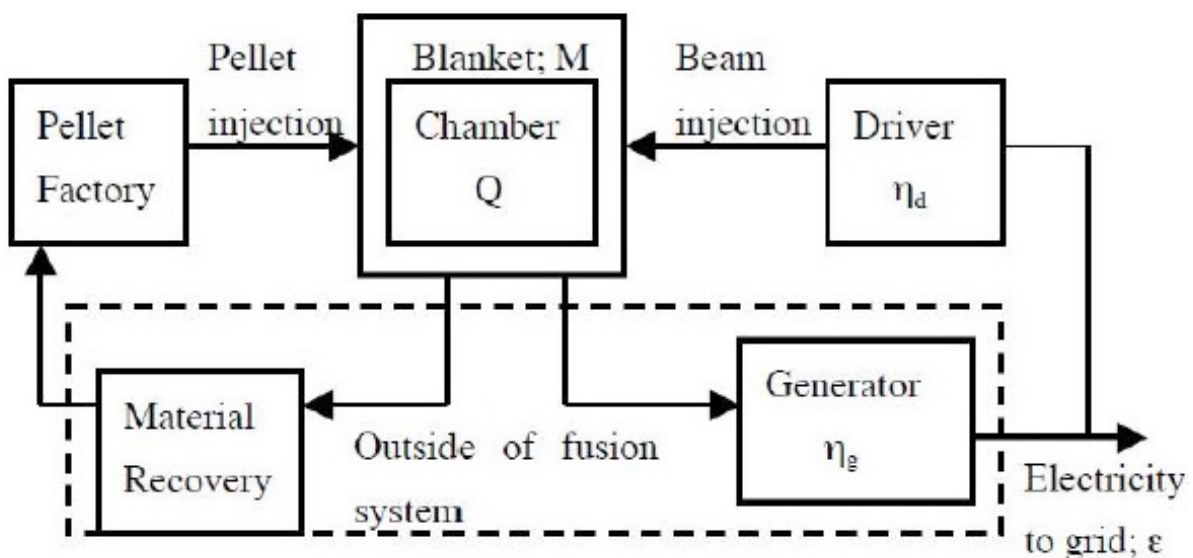 Pellet
injection
Blanket; M
Beam
injection
Pellet
Factory
Chamber
Q
Driver
ηd
Material
Recovery
Outside of fusion
system
Generator
ηg
Electricity
to grid; ε